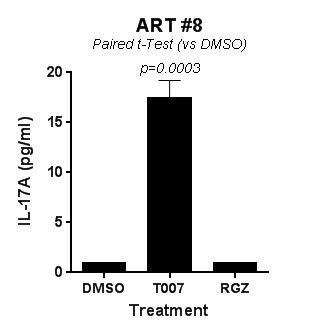 ART #8
Paired t-Test (vs DMSO)
p=0.0003
20
15
10
5
0
IL-17A (pg/ml)
DMSO T007 RGZ
Treatment